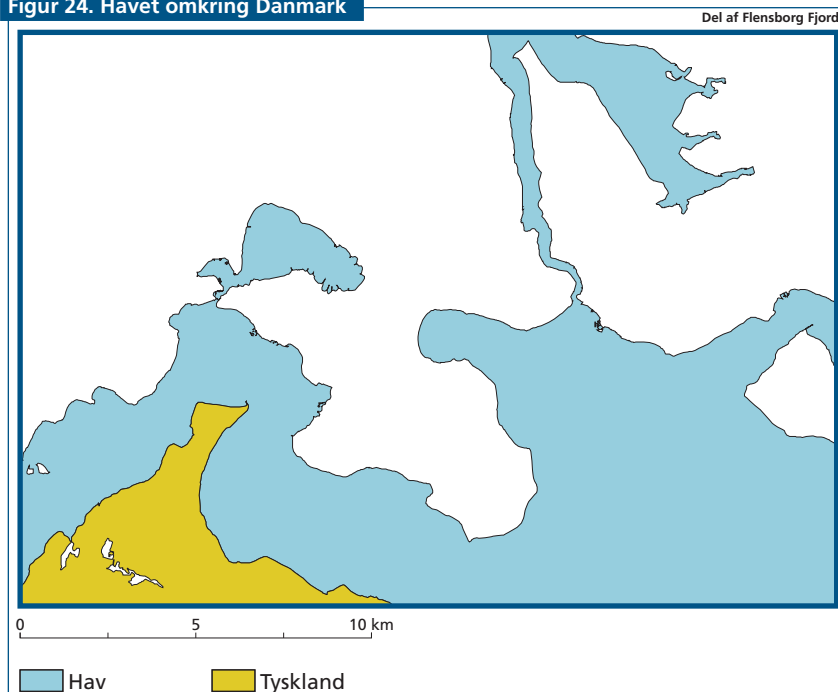 Figur 24. Havet omkring Danmark
Del af Flensborg Fjord
0 5 10 km
Hav Tyskland